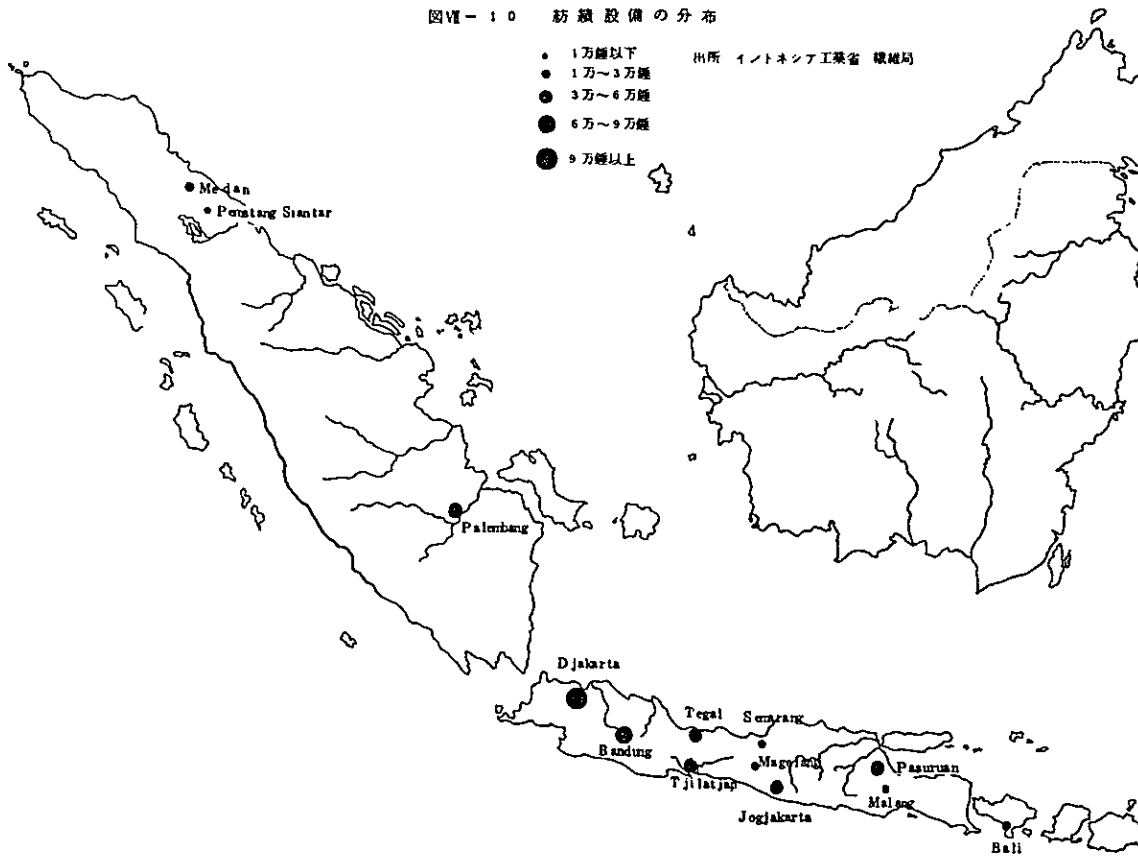 図Ⅶ-10 紡績設備の分布
1万錘以下
1万～3万錘
3万～6万錘
6万～9万錘
9万錘以上
出所 イントネシア工業省 繊維局
Medan
Pematang Siantar
Palembang
Djakarta
Bandung
Tegal
Semarang
Magelang
Tjilatjap
Jogjakarta
Pasuruan
Malang
Bali